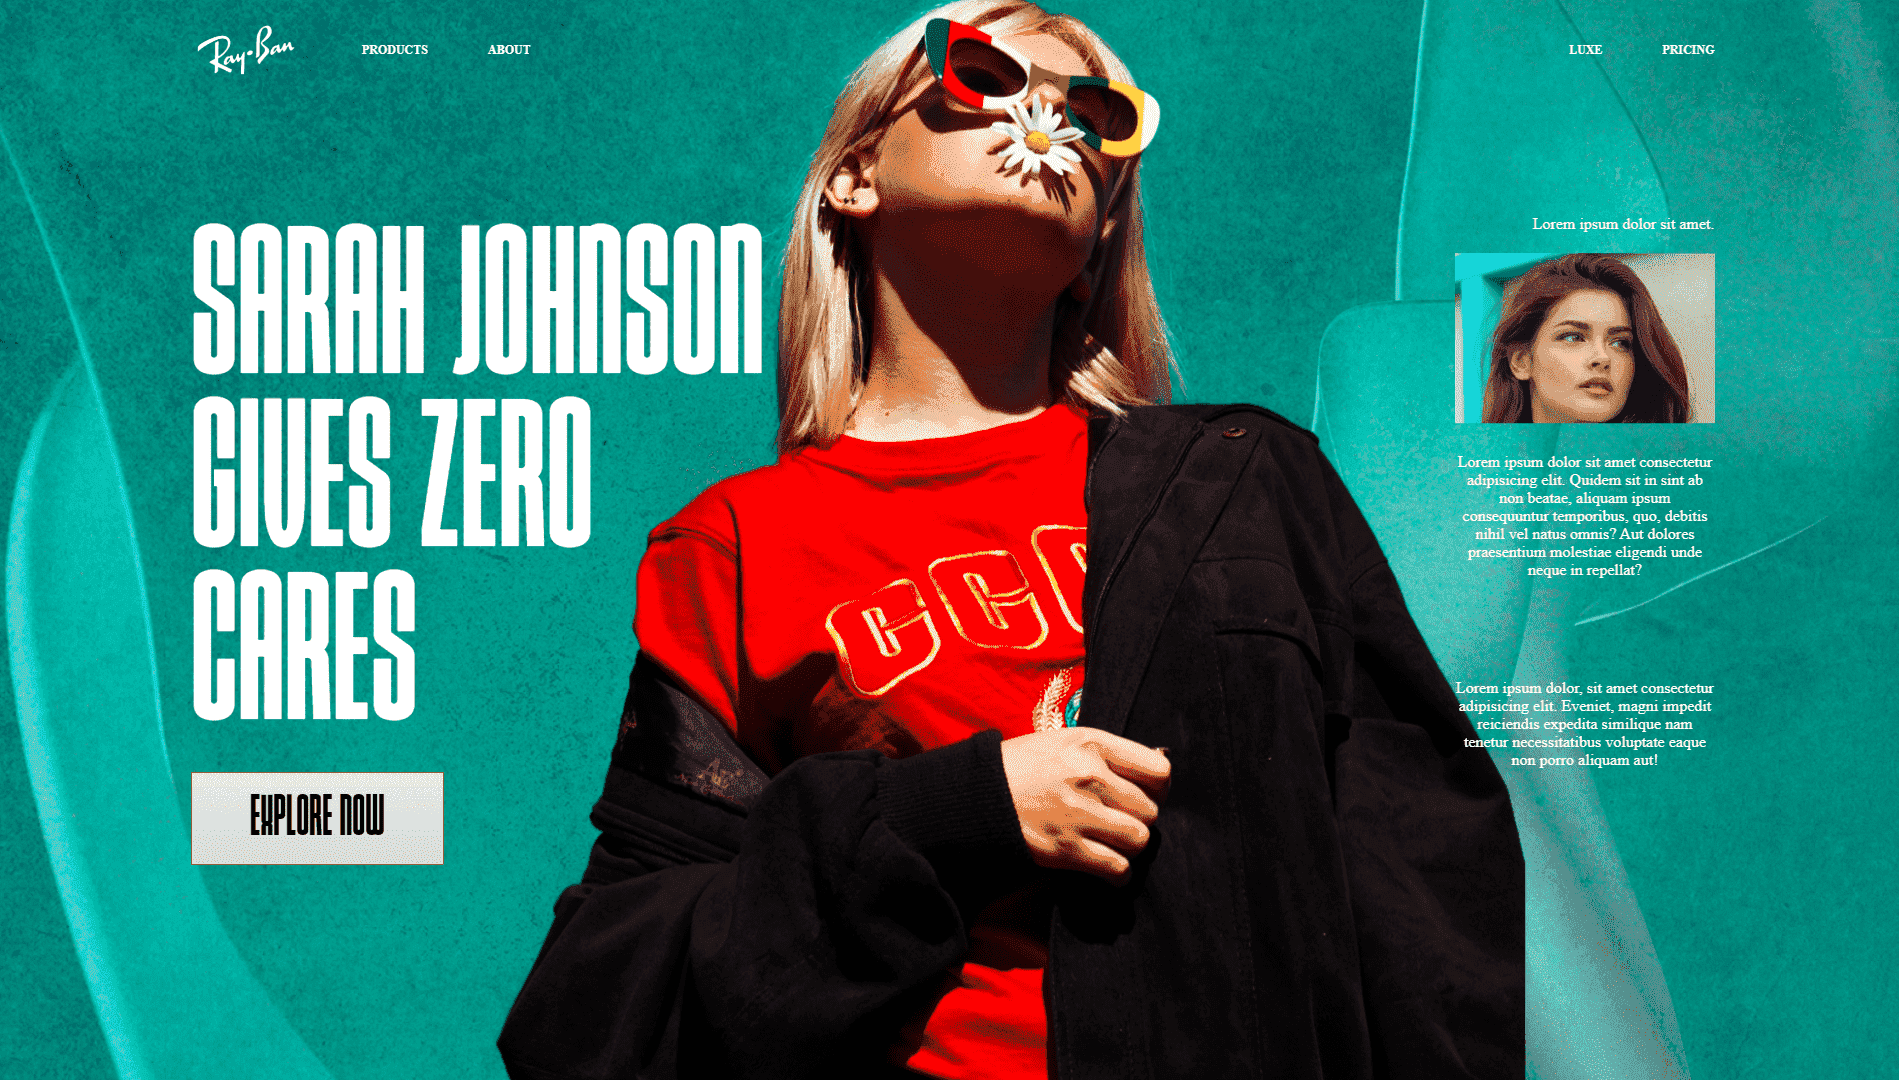 Ray-Ban
PRODUCTS
ABOUT
LUXE
PRICING
SARAH JOHNSON
GIVES ZERO
CARES
EXPLORE NOW
Lorem ipsum dolor sit amet.
Lorem ipsum dolor sit amet consectetur
adipisicing elit. Quidem sit in sint ab
non beatae, aliquam ipsum
consequuntur temporibus, quo, debitis
nihil vel natus omnis? Aut dolores
praesentium molestiae eligendi unde
neque in repellat?
Lorem ipsum dolor, sit amet consectetur
adipisicing elit. Eveniet, magni impedit
reiciendis expedita similique nam
tenetur necessitatibus voluptate eaque
non porro aliquam aut!